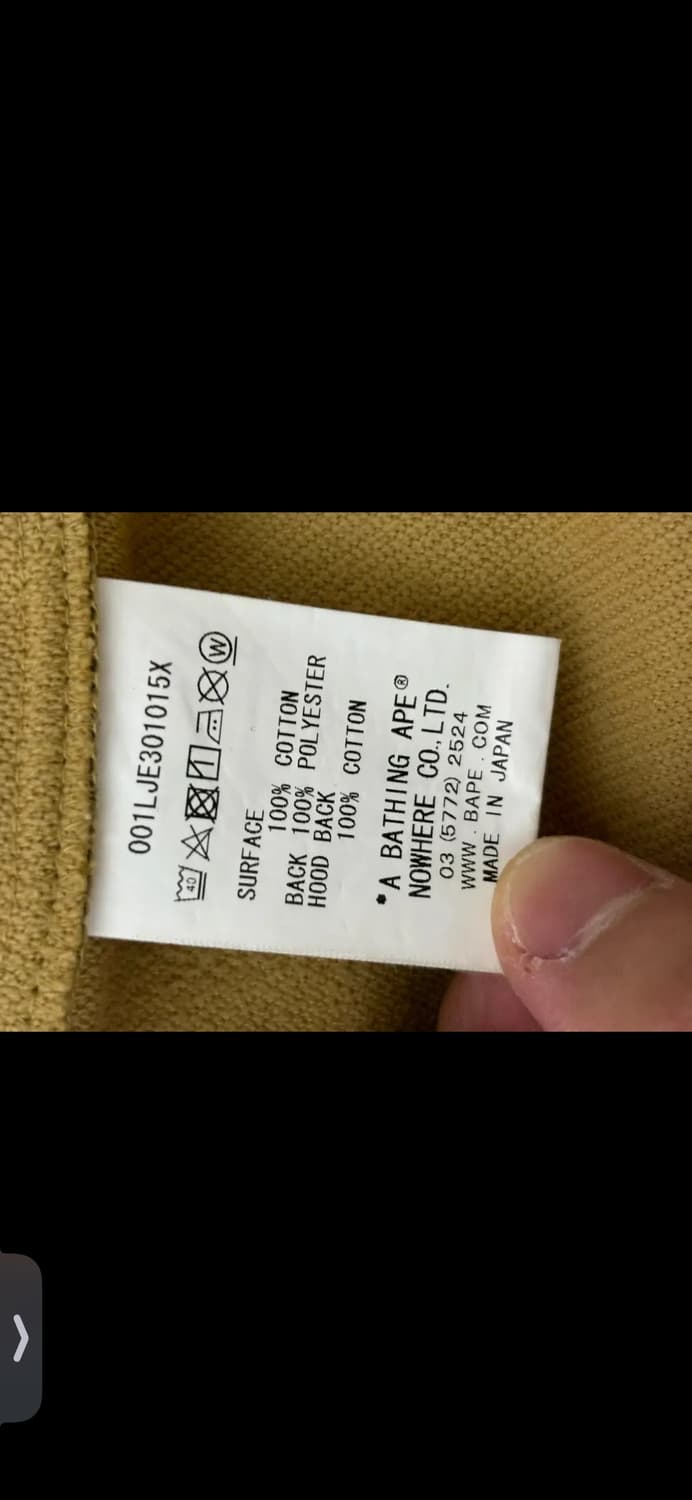 001LJE301015X
40
W
SURFACE
100% COTTON
BACK 100% POLYESTER
HOOD BACK
100% COTTON
*A BATHING APE®
NOWHERE CO.,LTD.
03 (5772) 2524
WWW.BAPE.COM
MADE IN JAPAN